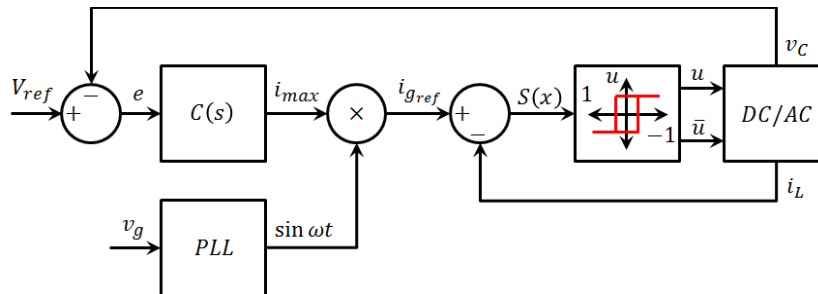 v_C
V_ref
+
−
e
C(s)
i_max
×
i_g_ref
+
−
S(x)
1
u
−1
u
ū
DC/AC
i_L
v_g
PLL
sin ωt